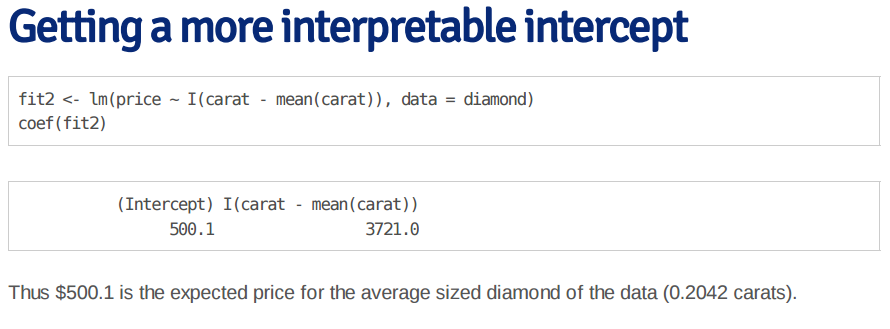 Getting a more interpretable intercept
fit2 <- lm(price ~ I(carat - mean(carat)), data = diamond)
coef(fit2)
(Intercept) I(carat - mean(carat))
500.1 3721.0
Thus $500.1 is the expected price for the average sized diamond of the data (0.2042 carats).